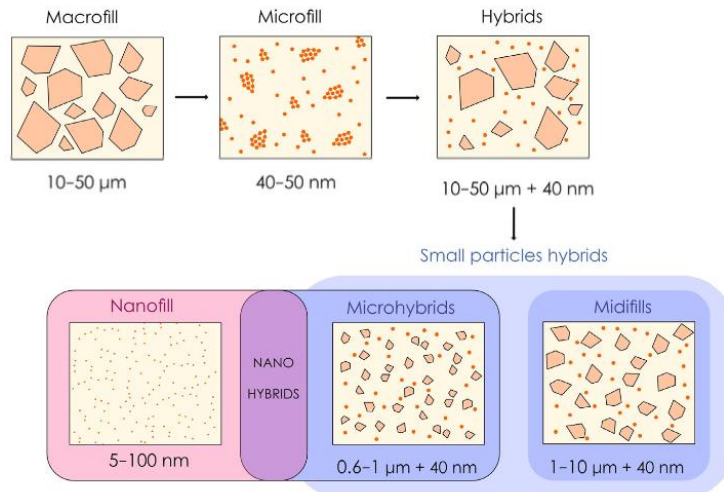 Macrofill
Microfill
Hybrids
10–50 μm
40–50 nm
10–50 μm + 40 nm
Small particles hybrids
Nanofill
Microhybrids
Midifills
NANO
HYBRIDS
5–100 nm
0.6–1 μm + 40 nm
1–10 μm + 40 nm